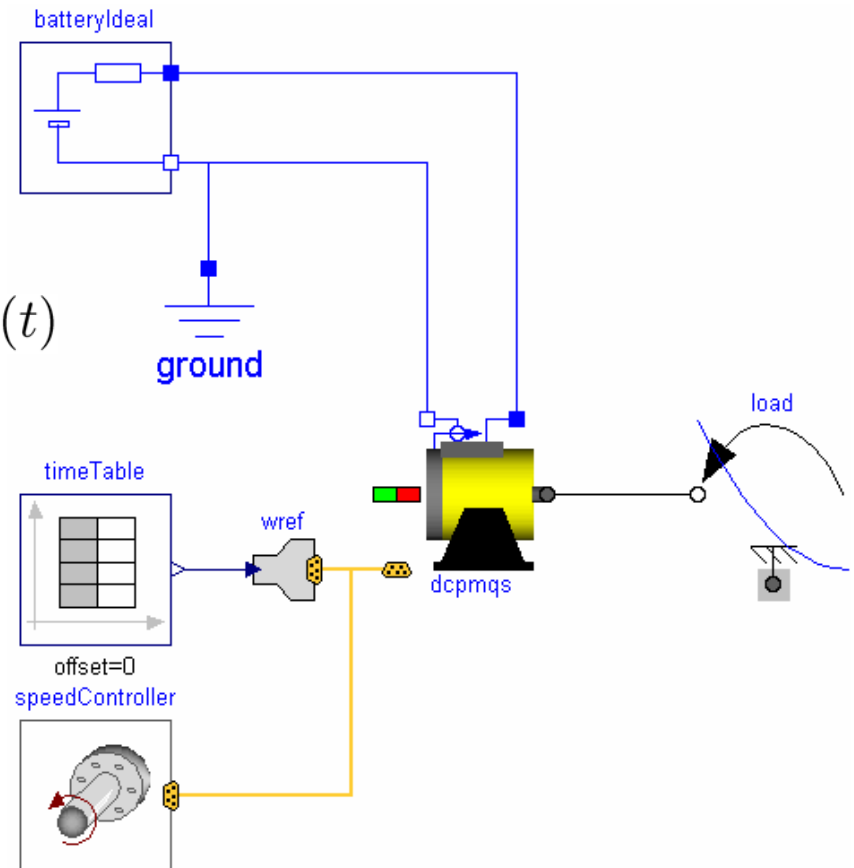 batteryIdeal
(t)
ground
load
timeTable
wref
dcpmqs
offset=0
speedController